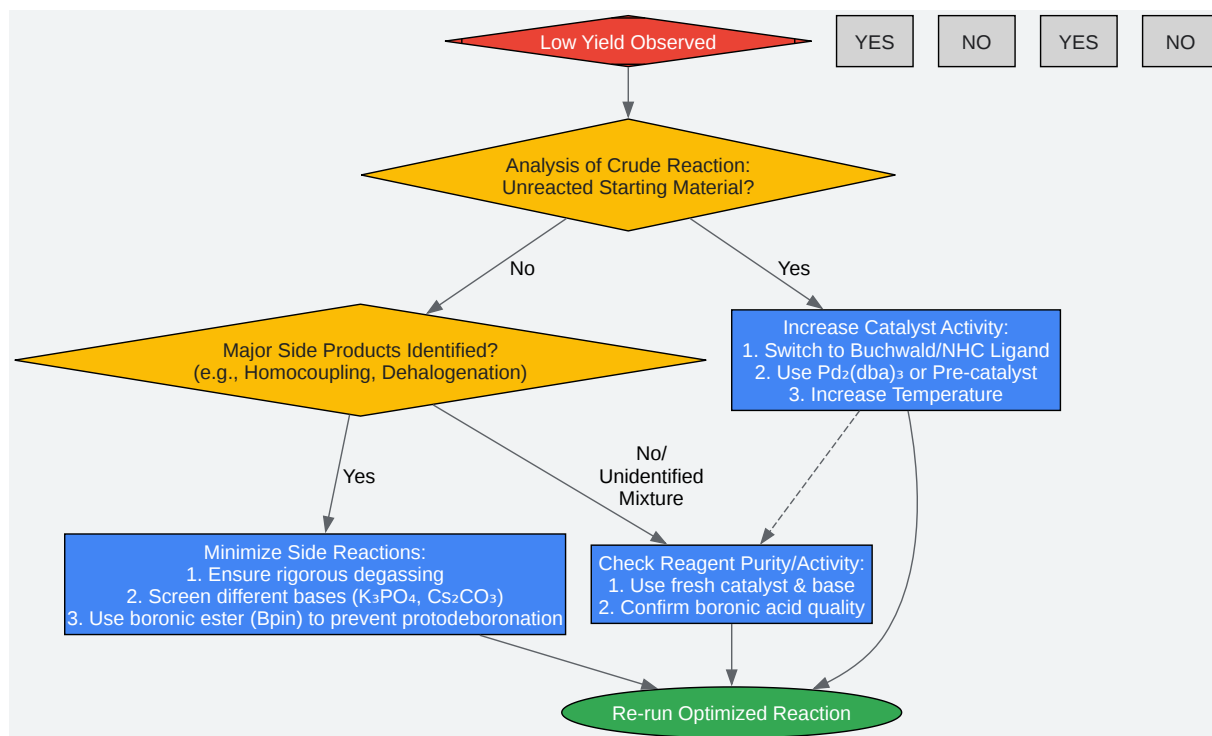 Low Yield Observed
YES
NO
YES
NO
Analysis of Crude Reaction:
Unreacted Starting Material?
No
Yes
Major Side Products Identified?
(e.g., Homocoupling, Dehalogenation)
Increase Catalyst Activity:
1. Switch to Buchwald/NHC Ligand
2. Use Pd₂(dba)₃ or Pre-catalyst
3. Increase Temperature
Yes
No/
Unidentified
Mixture
Minimize Side Reactions:
1. Ensure rigorous degassing
2. Screen different bases (K₃PO₄, Cs₂CO₃)
3. Use boronic ester (Bpin) to prevent protodeboronation
Check Reagent Purity/Activity:
1. Use fresh catalyst & base
2. Confirm boronic acid quality
Re-run Optimized Reaction